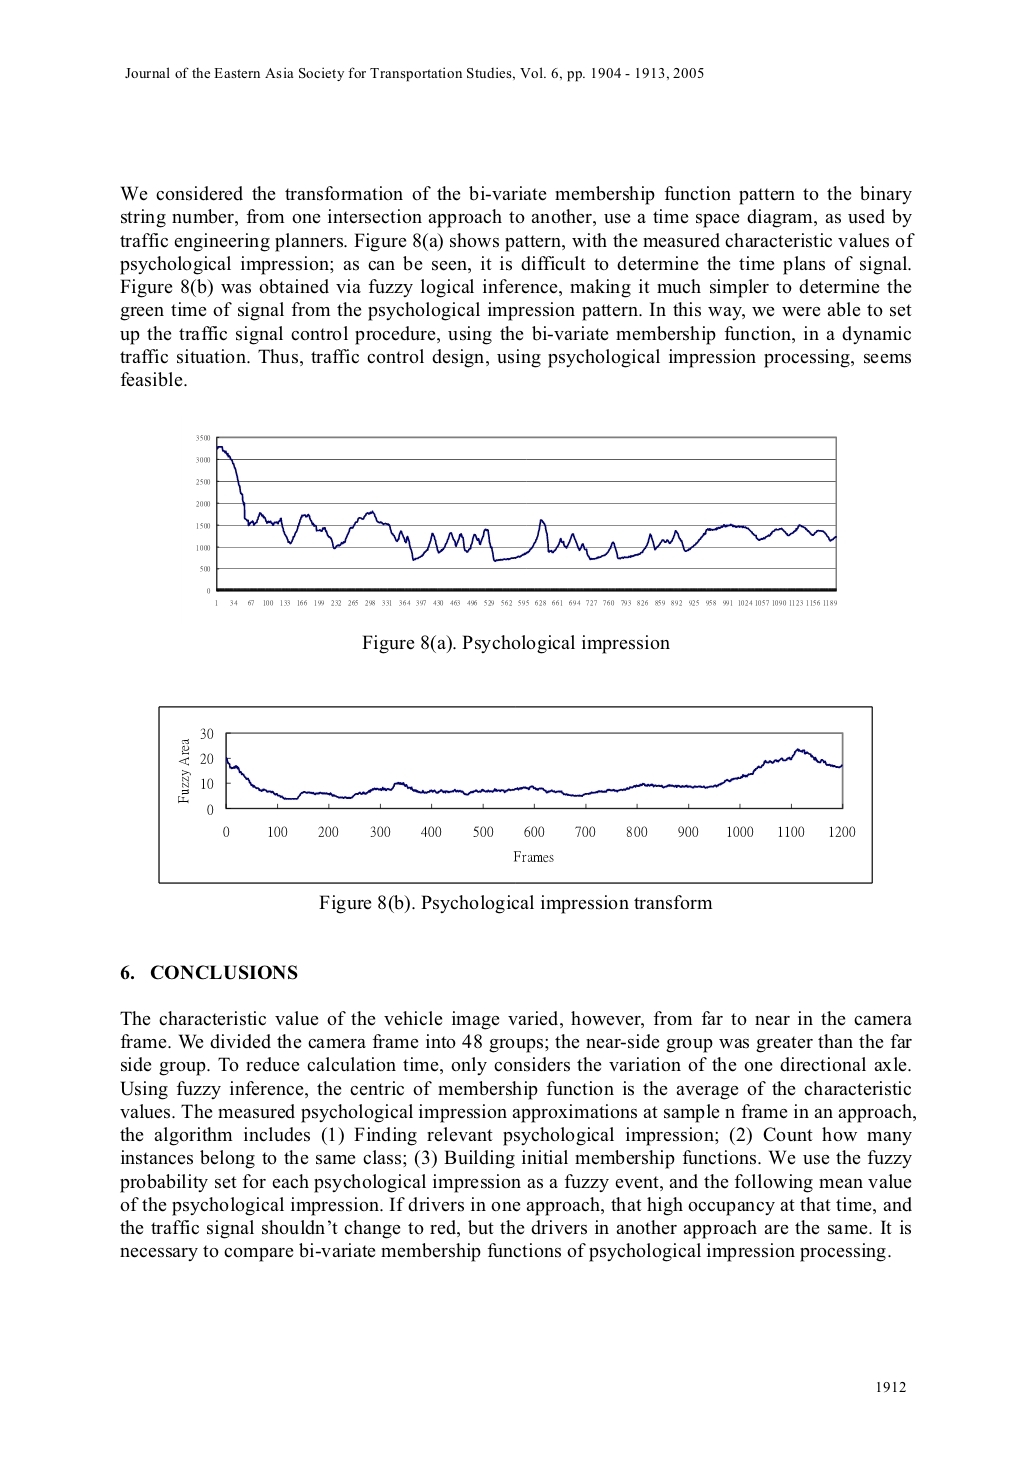 Journal of the Eastern Asia Society for Transportation Studies, Vol. 6, pp. 1904 - 1913, 2005
We considered the transformation of the bi-variate membership function pattern to the binary
string number, from one intersection approach to another, use a time space diagram, as used by
traffic engineering planners. Figure 8(a) shows pattern, with the measured characteristic values of
psychological impression; as can be seen, it is difficult to determine the time plans of signal.
Figure 8(b) was obtained via fuzzy logical inference, making it much simpler to determine the
green time of signal from the psychological impression pattern. In this way, we were able to set
up the traffic signal control procedure, using the bi-variate membership function, in a dynamic
traffic situation. Thus, traffic control design, using psychological impression processing, seems
feasible.
3500
3000
2500
2000
1500
1000
500
0
1 34 67 100 133 166 199 232 265 298 331 364 397 430 463 496 529 562 595 628 661 694 727 760 793 826 859 892 925 958 991 1024 1057 1090 1123 1156 1189
Figure 8(a). Psychological impression
Fuzzy Area
30
20
10
0
0 100 200 300 400 500 600 700 800 900 1000 1100 1200
Frames
Figure 8(b). Psychological impression transform
6. CONCLUSIONS
The characteristic value of the vehicle image varied, however, from far to near in the camera
frame. We divided the camera frame into 48 groups; the near-side group was greater than the far
side group. To reduce calculation time, only considers the variation of the one directional axle.
Using fuzzy inference, the centric of membership function is the average of the characteristic
values. The measured psychological impression approximations at sample n frame in an approach,
the algorithm includes (1) Finding relevant psychological impression; (2) Count how many
instances belong to the same class; (3) Building initial membership functions. We use the fuzzy
probability set for each psychological impression as a fuzzy event, and the following mean value
of the psychological impression. If drivers in one approach, that high occupancy at that time, and
the traffic signal shouldn't change to red, but the drivers in another approach are the same. It is
necessary to compare bi-variate membership functions of psychological impression processing.
1912